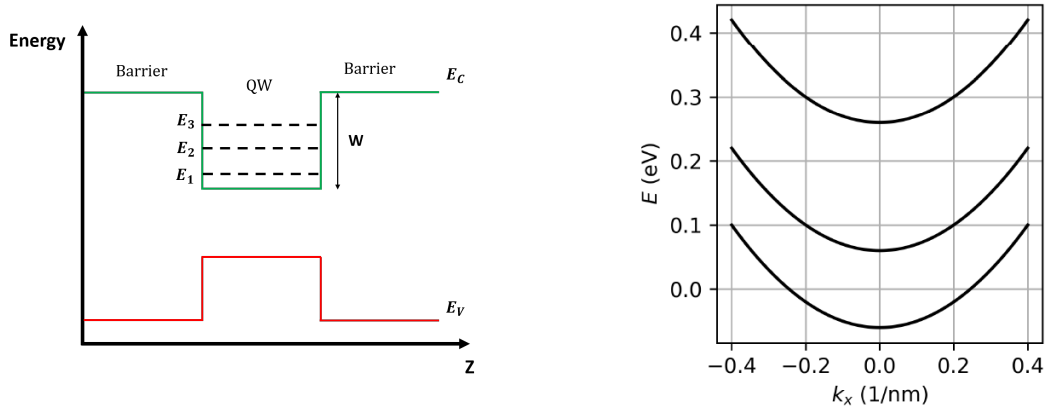 Energy
Barrier
QW
Barrier
E_C
E_3
E_2
W
E_1
E_V
Z
0.4
0.3
0.2
0.1
0.0
E (eV)
−0.4
−0.2
0.0
0.2
0.4
k_x (1/nm)